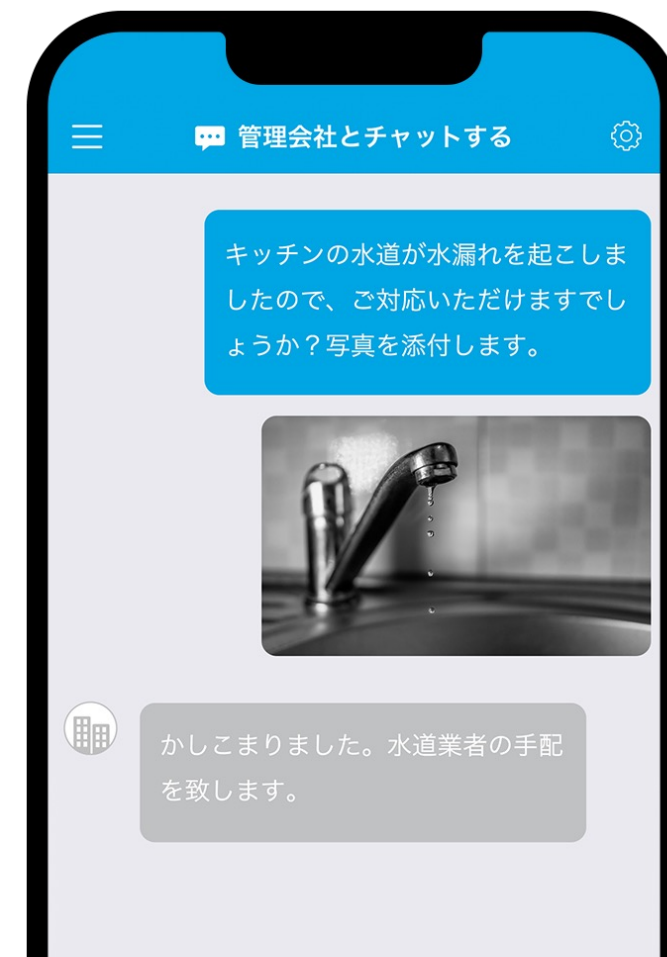 管理会社とチャットする
キッチンの水道が水漏れを起こしま
したので、ご対応いただけますでし
ょうか？写真を添付します。
かしこまりました。水道業者の手配
を致します。